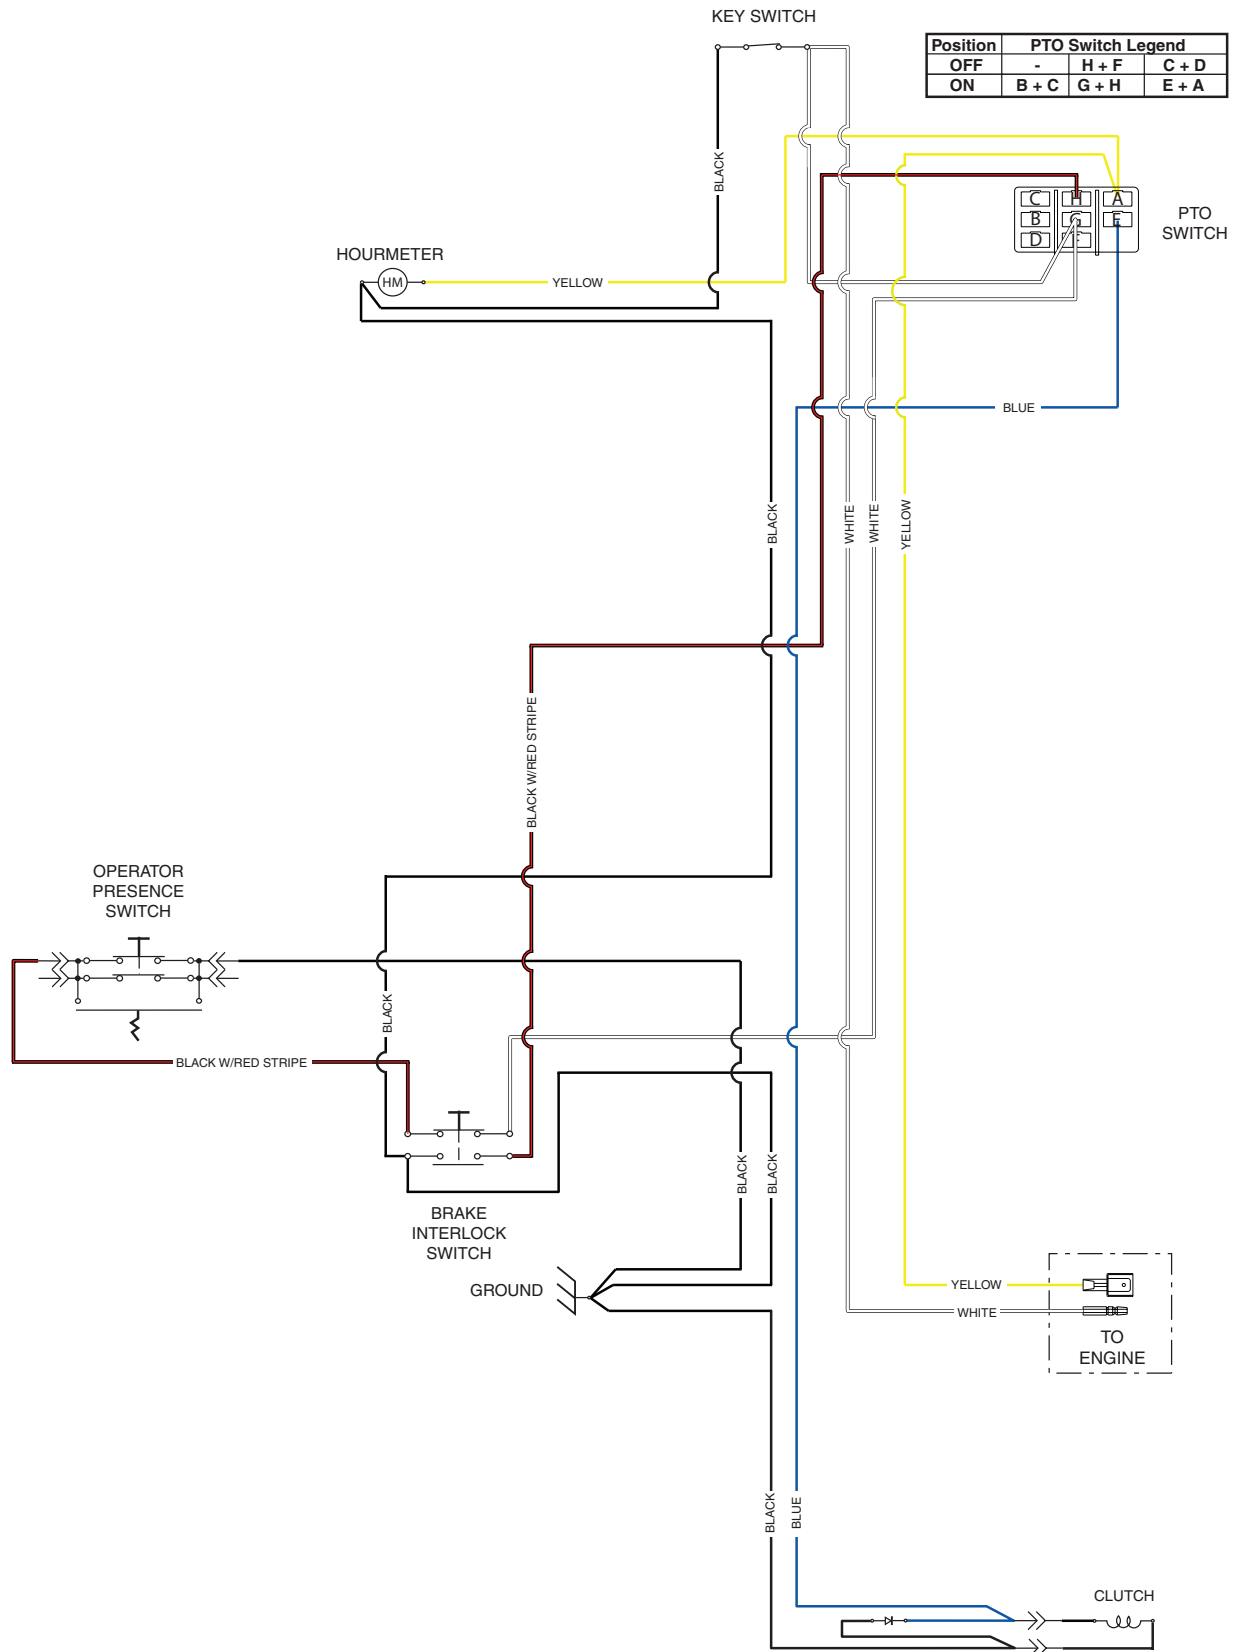 KEY SWITCH
Position PTO Switch Legend
OFF - H + F C + D
ON B + C G + H E + A
BLACK
C H A
B G E
D F
PTO
SWITCH
HOURMETER
HM
YELLOW
BLUE
BLACK
WHITE
WHITE
YELLOW
BLACK W/RED STRIPE
OPERATOR
PRESENCE
SWITCH
BLACK
BLACK W/RED STRIPE
BLACK
BLACK
BRAKE
INTERLOCK
SWITCH
GROUND
YELLOW
WHITE
TO
ENGINE
BLACK
BLUE
CLUTCH